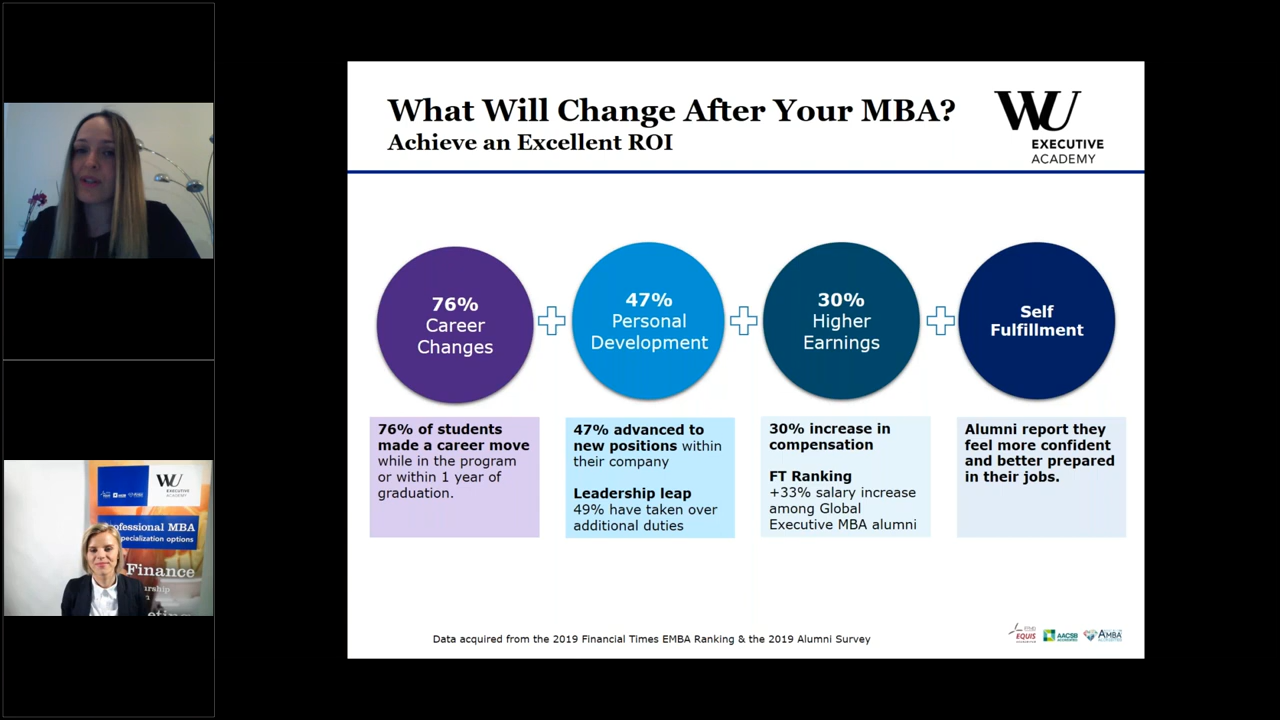 What Will Change After Your MBA?
Achieve an Excellent ROI
WU
EXECUTIVE
ACADEMY
76%
Career
Changes
47%
Personal
Development
30%
Higher
Earnings
Self
Fulfillment
76% of students
made a career move
while in the program
or within 1 year of
graduation.
47% advanced to
new positions within
their company
Leadership leap
49% have taken over
additional duties
30% increase in
compensation
FT Ranking
+33% salary increase
among Global
Executive MBA alumni
Alumni report they
feel more confident
and better prepared
in their jobs.
Data acquired from the 2019 Financial Times EMBA Ranking & the 2019 Alumni Survey
EFMD
EQUIS
AACSB
AMBA
WU
EXECUTIVE
ACADEMY
rofessional MBA
pecialization options
Finance
urship
eting